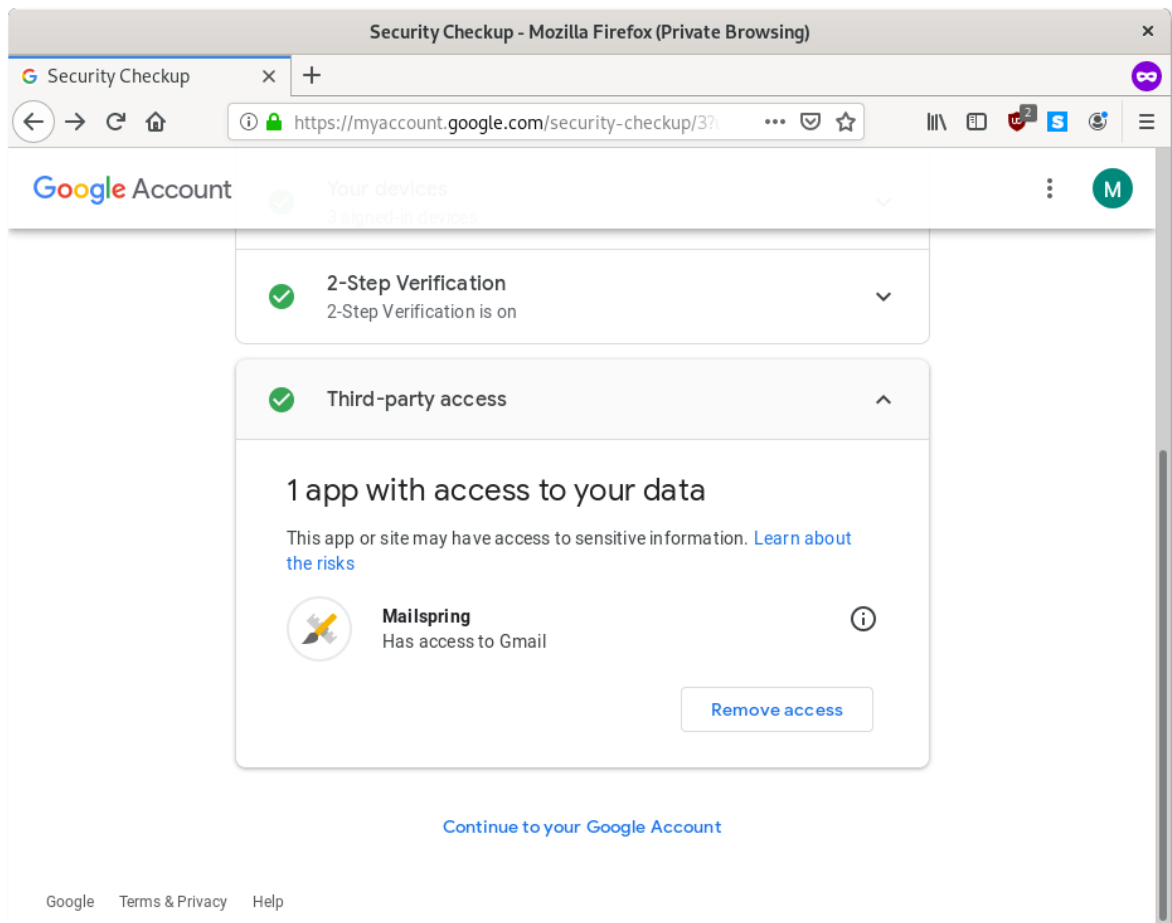 Security Checkup - Mozilla Firefox (Private Browsing)
Security Checkup
https://myaccount.google.com/security-checkup/3?
2
Google Account
Your devices
3 signed-in devices
M
2-Step Verification
2-Step Verification is on
Third-party access
1 app with access to your data
This app or site may have access to sensitive information. Learn about
the risks
Mailspring
Has access to Gmail
Remove access
Continue to your Google Account
Google Terms & Privacy Help